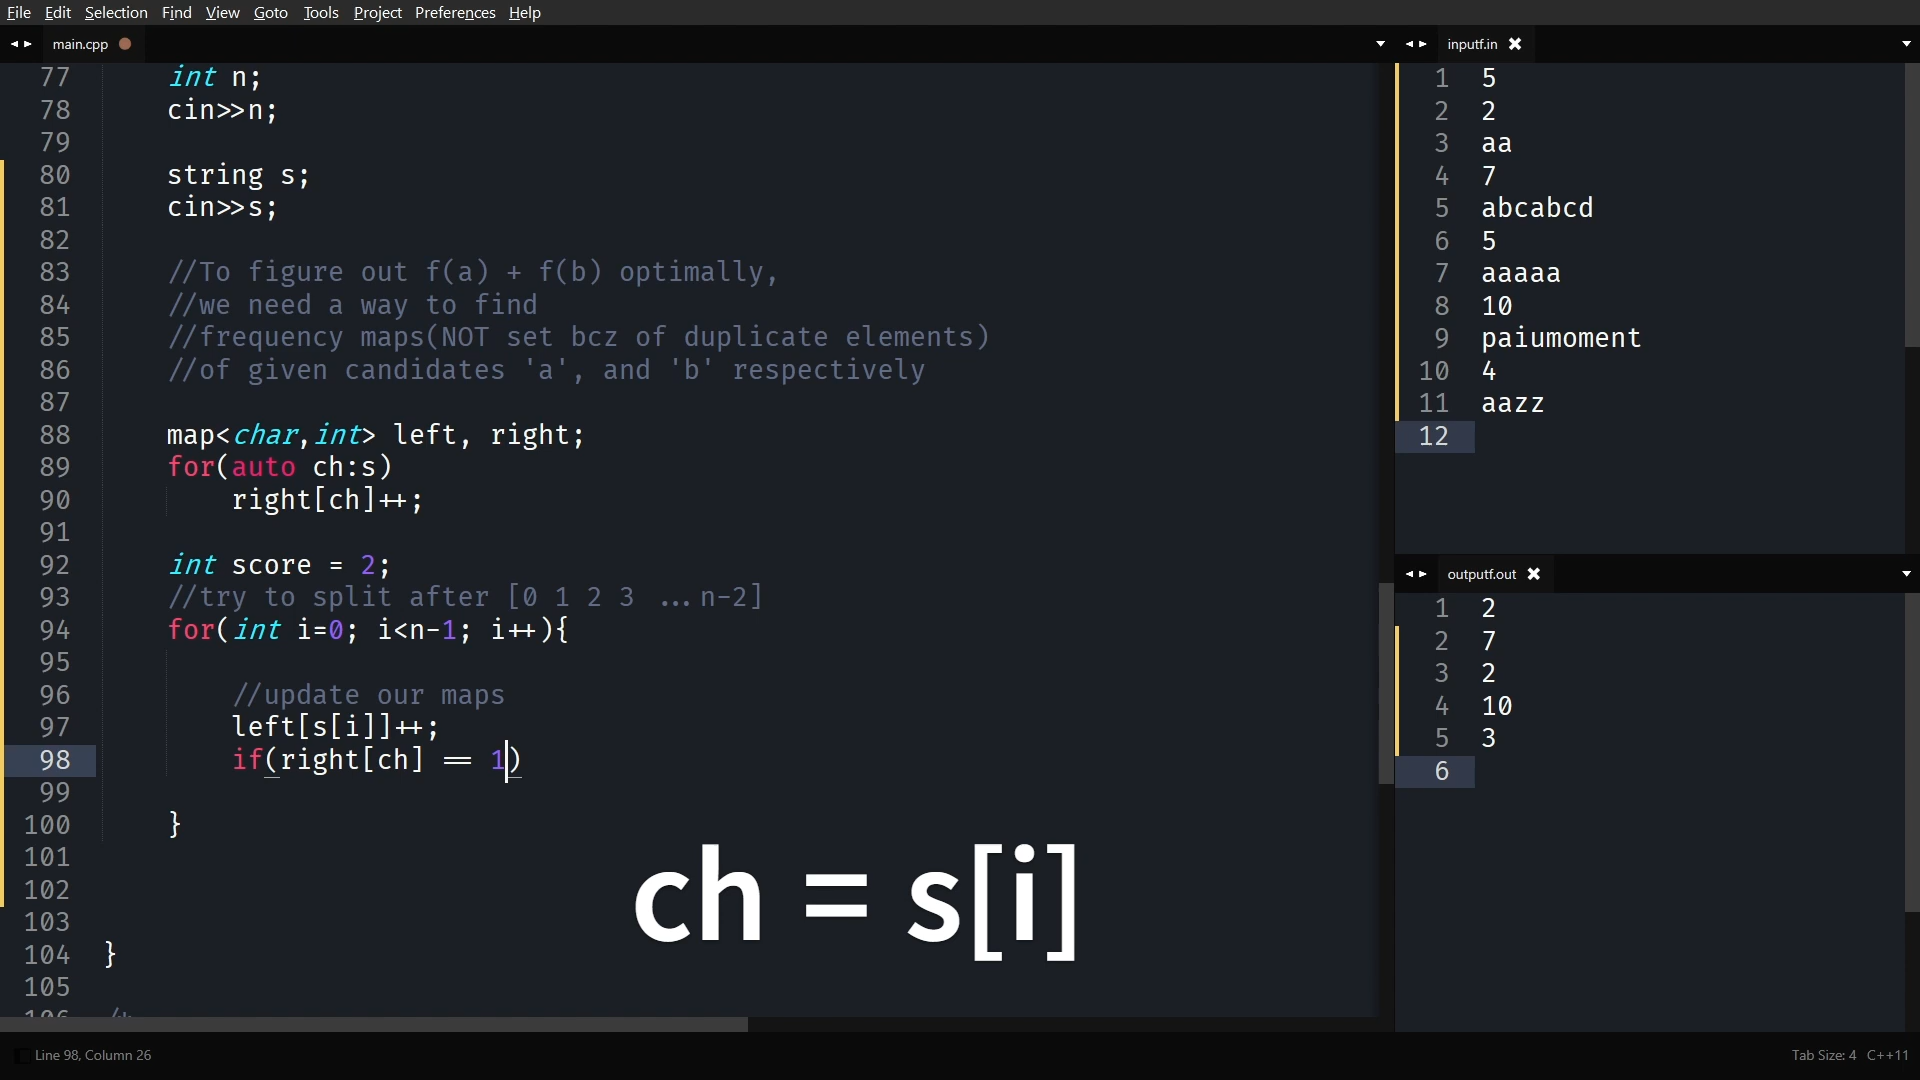 File Edit Selection Find View Goto Tools Project Preferences Help
main.cpp
77 int n;
78 cin>>n;
79
80 string s;
81 cin>>s;
82
83 //To figure out f(a) + f(b) optimally,
84 //we need a way to find
85 //frequency maps(NOT set bcz of duplicate elements)
86 //of given candidates 'a', and 'b' respectively
87
88 map<char,int> left, right;
89 for(auto ch:s)
90 right[ch]++;
91
92 int score = 2;
93 //try to split after [0 1 2 3 ...n-2]
94 for(int i=0; i<n-1; i++){
95
96 //update our maps
97 left[s[i]]++;
98 if(right[ch] == 1)
99
100 }
101
102
103
104 }
105
ch = s[i]
inputf.in
1 5
2 2
3 aa
4 7
5 abcabcd
6 5
7 aaaaa
8 10
9 paiumoment
10 4
11 aazz
12
outputf.out
1 2
2 7
3 2
4 10
5 3
6
Line 98, Column 26
Tab Size: 4 C++11